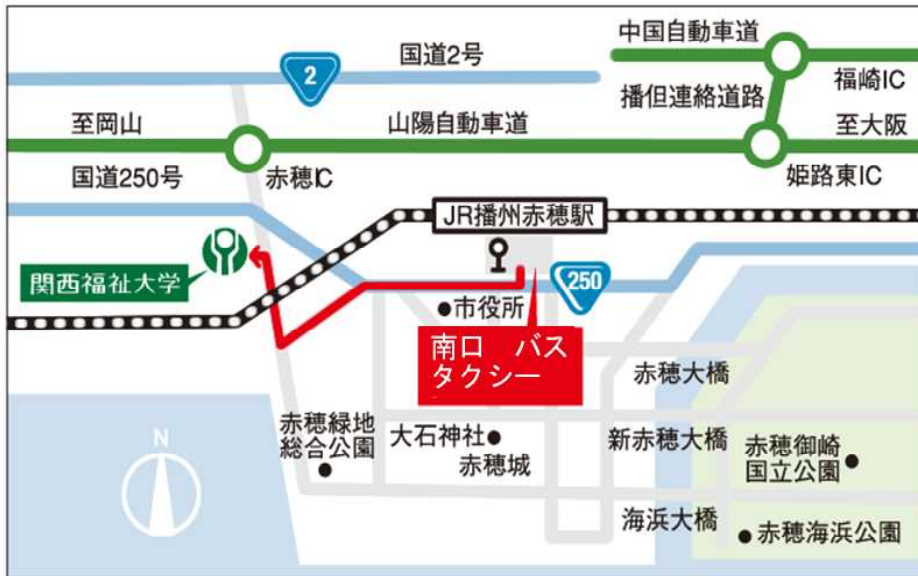 中国自動車道
国道2号
2
福崎IC
播但連絡道路
至岡山
山陽自動車道
至大阪
国道250号
赤穂IC
姫路東IC
JR播州赤穂駅
関西福祉大学
250
市役所
南口 バス
タクシー
赤穂大橋
赤穂緑地
総合公園
大石神社
赤穂城
新赤穂大橋
赤穂御崎
国立公園
N
海浜大橋
赤穂海浜公園